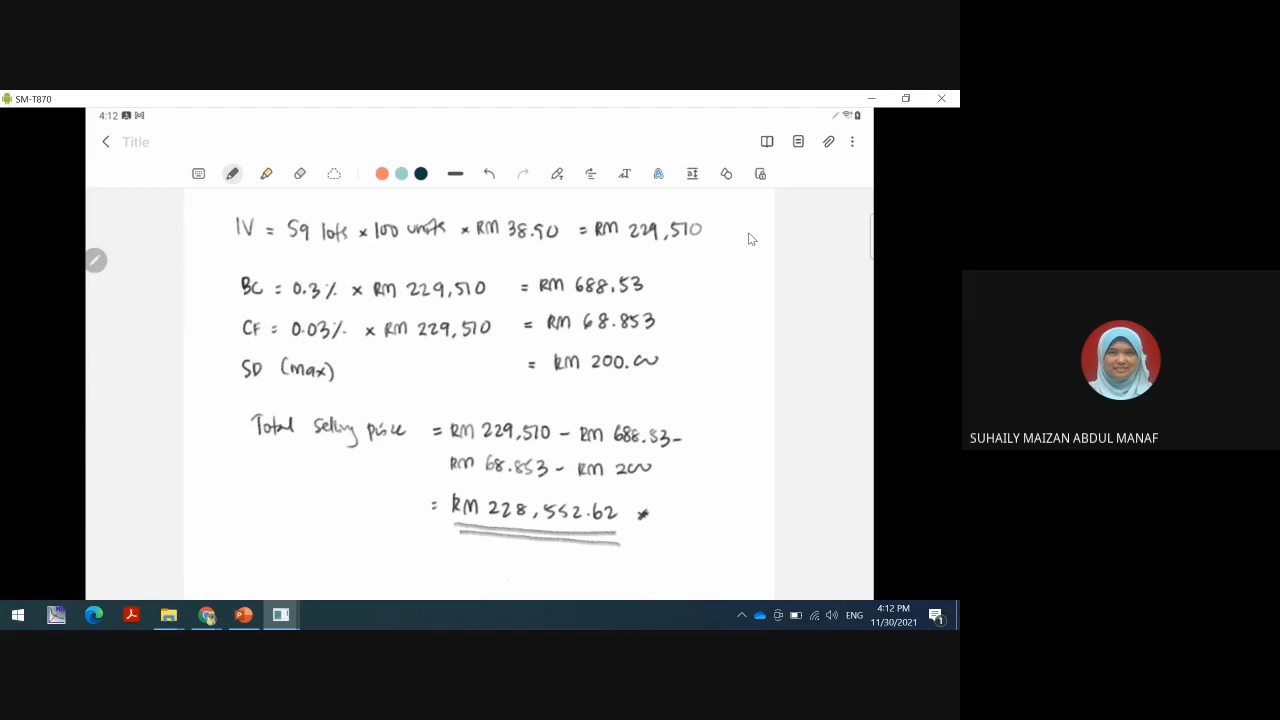 SM-T870
4:12
Title
IV = 59 lots × 100 units × RM 38.90 = RM 229,510
BC = 0.3% × RM 229,510 = RM 688.53
CF = 0.03% × RM 229,510 = RM 68.853
SD (max) = RM 200.00
Total selling price = RM 229,510 - RM 688.53 -
RM 68.853 - RM 200
= RM 228,552.62
SUHAILY MAIZAN ABDUL MANAF
ENG
4:12 PM
11/30/2021
1